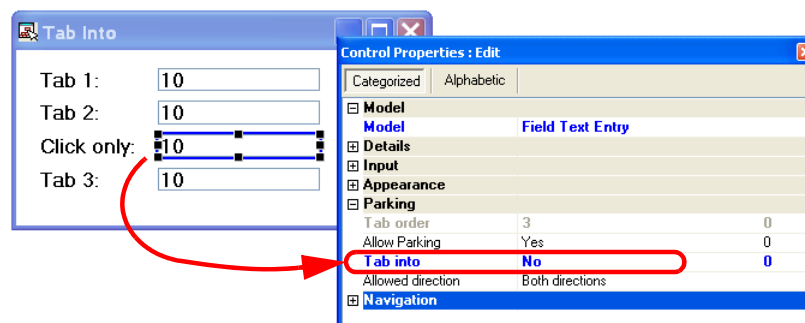 Tab Into
Tab 1: 10
Tab 2: 10
Click only: 10
Tab 3: 10
Control Properties : Edit
Categorized Alphabetic
Model
Model Field Text Entry
Details
Input
Appearance
Parking
Tab order 3 0
Allow Parking Yes 0
Tab into No 0
Allowed direction Both directions
Navigation